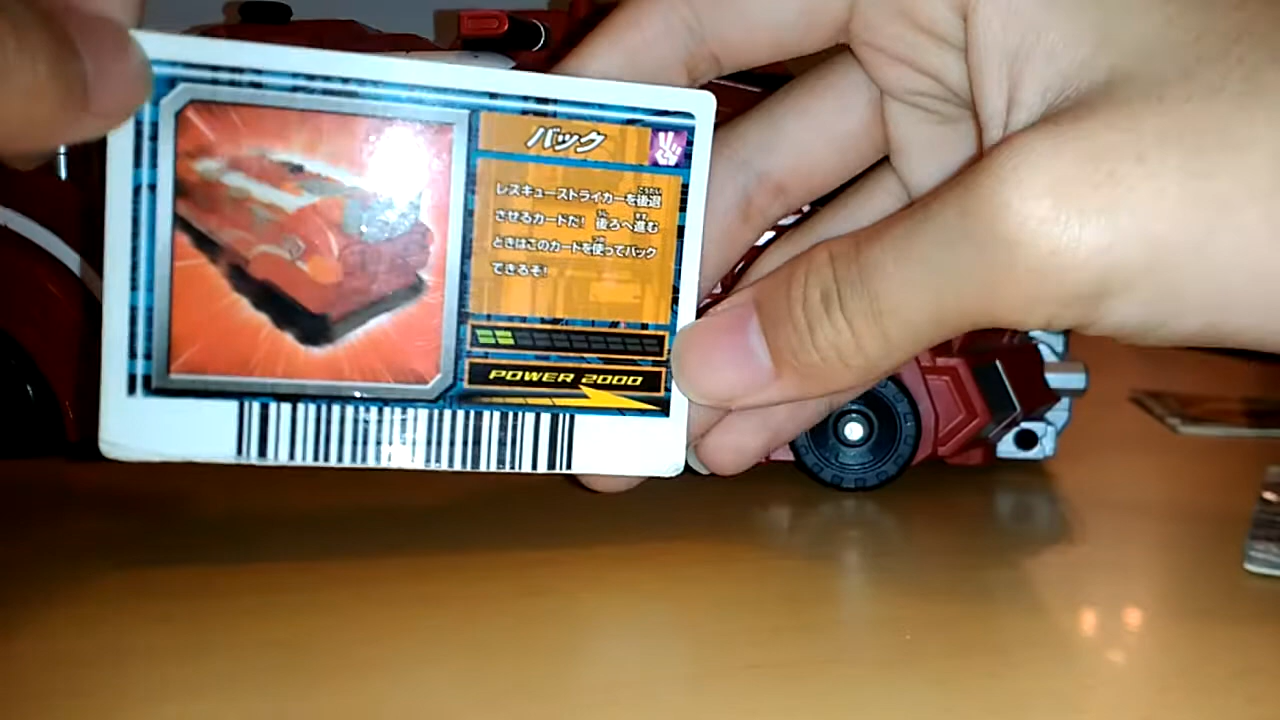 バック
レスキューストライカーを後退
させるカードだ! 後ろへ進む
ときはこのカードを使ってバック
できるぞ!
POWER 2000